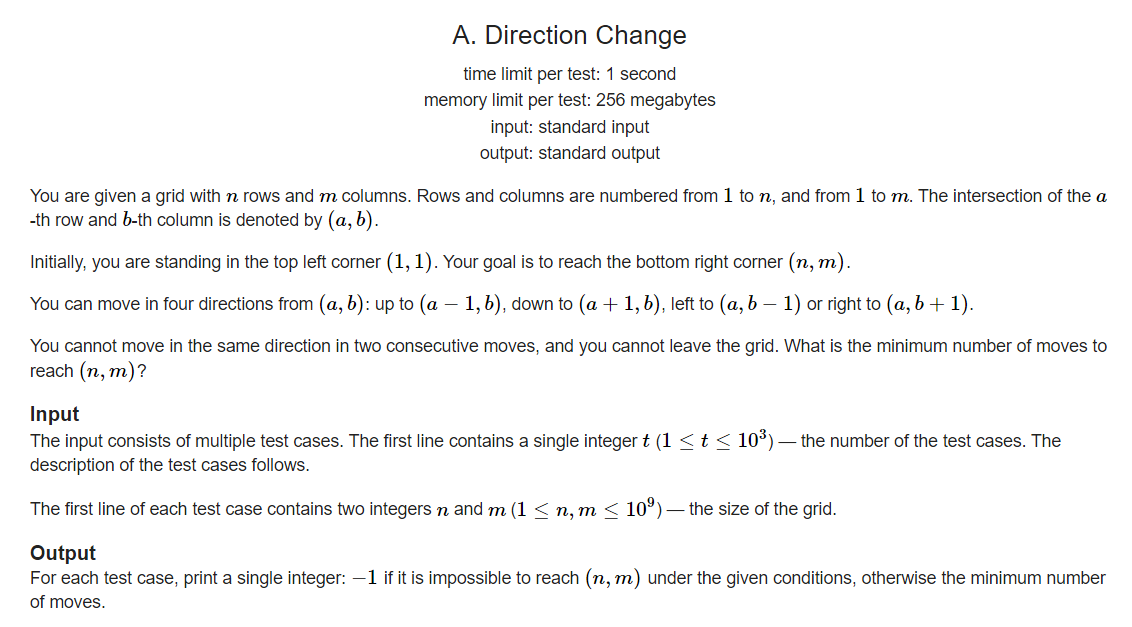 A. Direction Change
time limit per test: 1 second
memory limit per test: 256 megabytes
input: standard input
output: standard output
You are given a grid with n rows and m columns. Rows and columns are numbered from 1 to n, and from 1 to m. The intersection of the a
-th row and b-th column is denoted by (a, b).
Initially, you are standing in the top left corner (1, 1). Your goal is to reach the bottom right corner (n, m).
You can move in four directions from (a, b): up to (a − 1, b), down to (a + 1, b), left to (a, b − 1) or right to (a, b + 1).
You cannot move in the same direction in two consecutive moves, and you cannot leave the grid. What is the minimum number of moves to
reach (n, m)?
Input
The input consists of multiple test cases. The first line contains a single integer t (1 ≤ t ≤ 10³) — the number of the test cases. The
description of the test cases follows.
The first line of each test case contains two integers n and m (1 ≤ n, m ≤ 10⁹) — the size of the grid.
Output
For each test case, print a single integer: −1 if it is impossible to reach (n, m) under the given conditions, otherwise the minimum number
of moves.